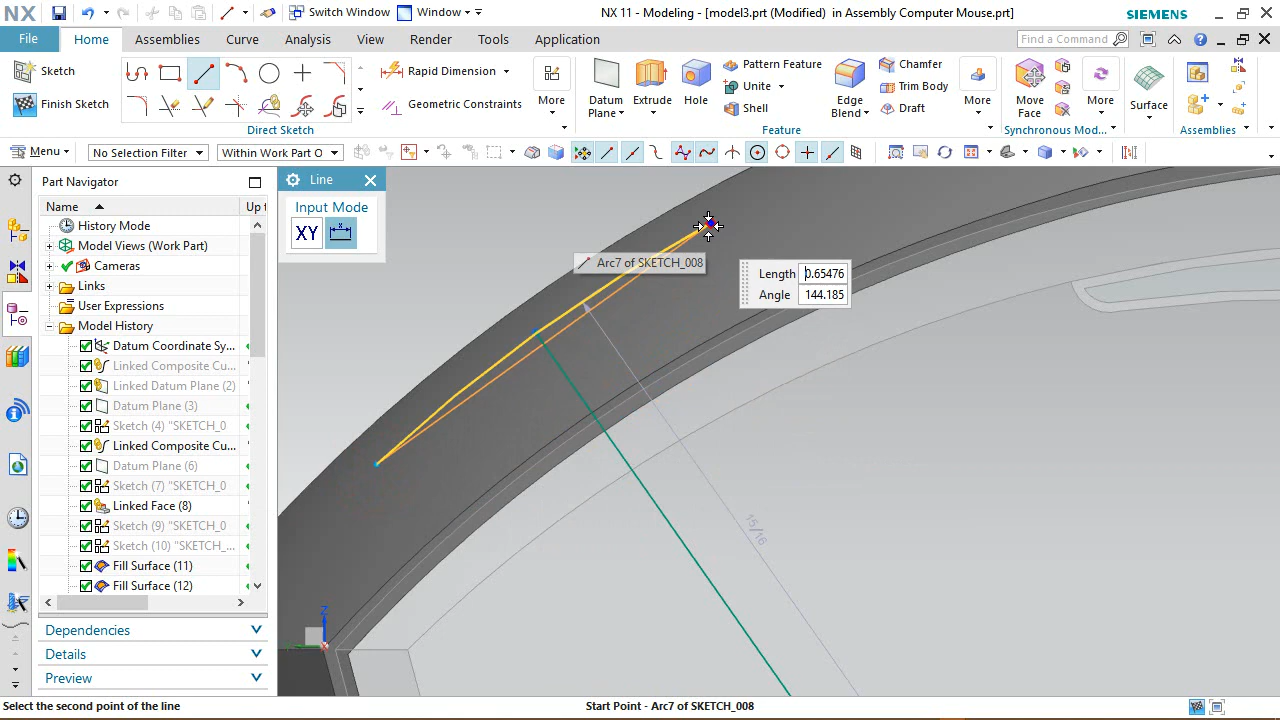 NX
Switch Window
Window
NX 11 - Modeling - [model3.prt (Modified) in Assembly Computer Mouse.prt]
SIEMENS
File
Home
Assemblies
Curve
Analysis
View
Render
Tools
Application
Find a Command
Sketch
Finish Sketch
Rapid Dimension
Geometric Constraints
More
Direct Sketch
Datum Plane
Extrude
Hole
Pattern Feature
Unite
Shell
Edge Blend
Chamfer
Trim Body
Draft
More
Feature
Move Face
More
Synchronous Mod...
Surface
Assemblies
Menu
No Selection Filter
Within Work Part O
Part Navigator
Name
Up t
History Mode
Model Views (Work Part)
Cameras
Links
User Expressions
Model History
Datum Coordinate Sy...
Linked Composite Cu...
Linked Datum Plane (2)
Datum Plane (3)
Sketch (4) "SKETCH_0
Linked Composite Cu...
Datum Plane (6)
Sketch (7) "SKETCH_0
Linked Face (8)
Sketch (9) "SKETCH_0
Sketch (10) "SKETCH_...
Fill Surface (11)
Fill Surface (12)
Dependencies
Details
Preview
Line
Input Mode
XY
Arc7 of SKETCH_008
Length 0.65476
Angle 144.185
15/16
Z
Select the second point of the line
Start Point - Arc7 of SKETCH_008